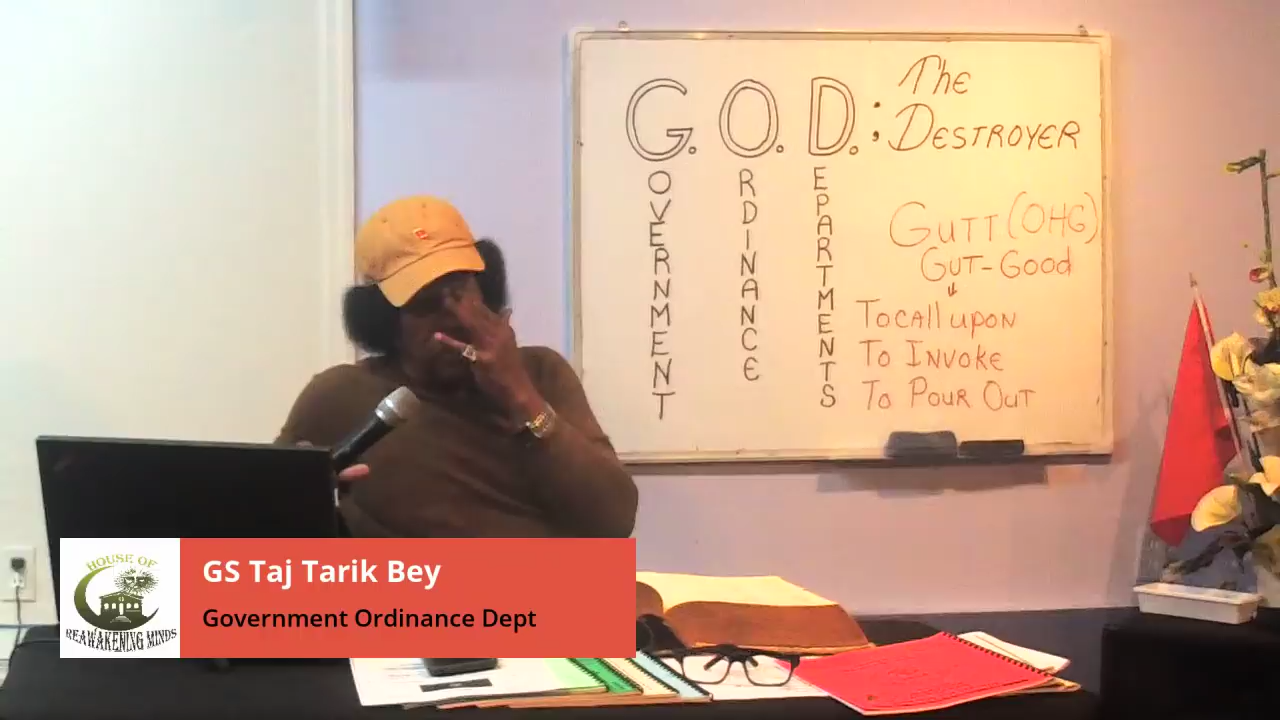 G. O. D. ; The
DESTROYER
GOVERNMENT
ORDINANCE
DEPARTMENTS
GUTT (OHG)
GUT-GOOD
TO CALL UPON
TO INVOKE
TO POUR OUT
HOUSE OF
REAWAKENING MINDS
GS Taj Tarik Bey
Government Ordinance Dept